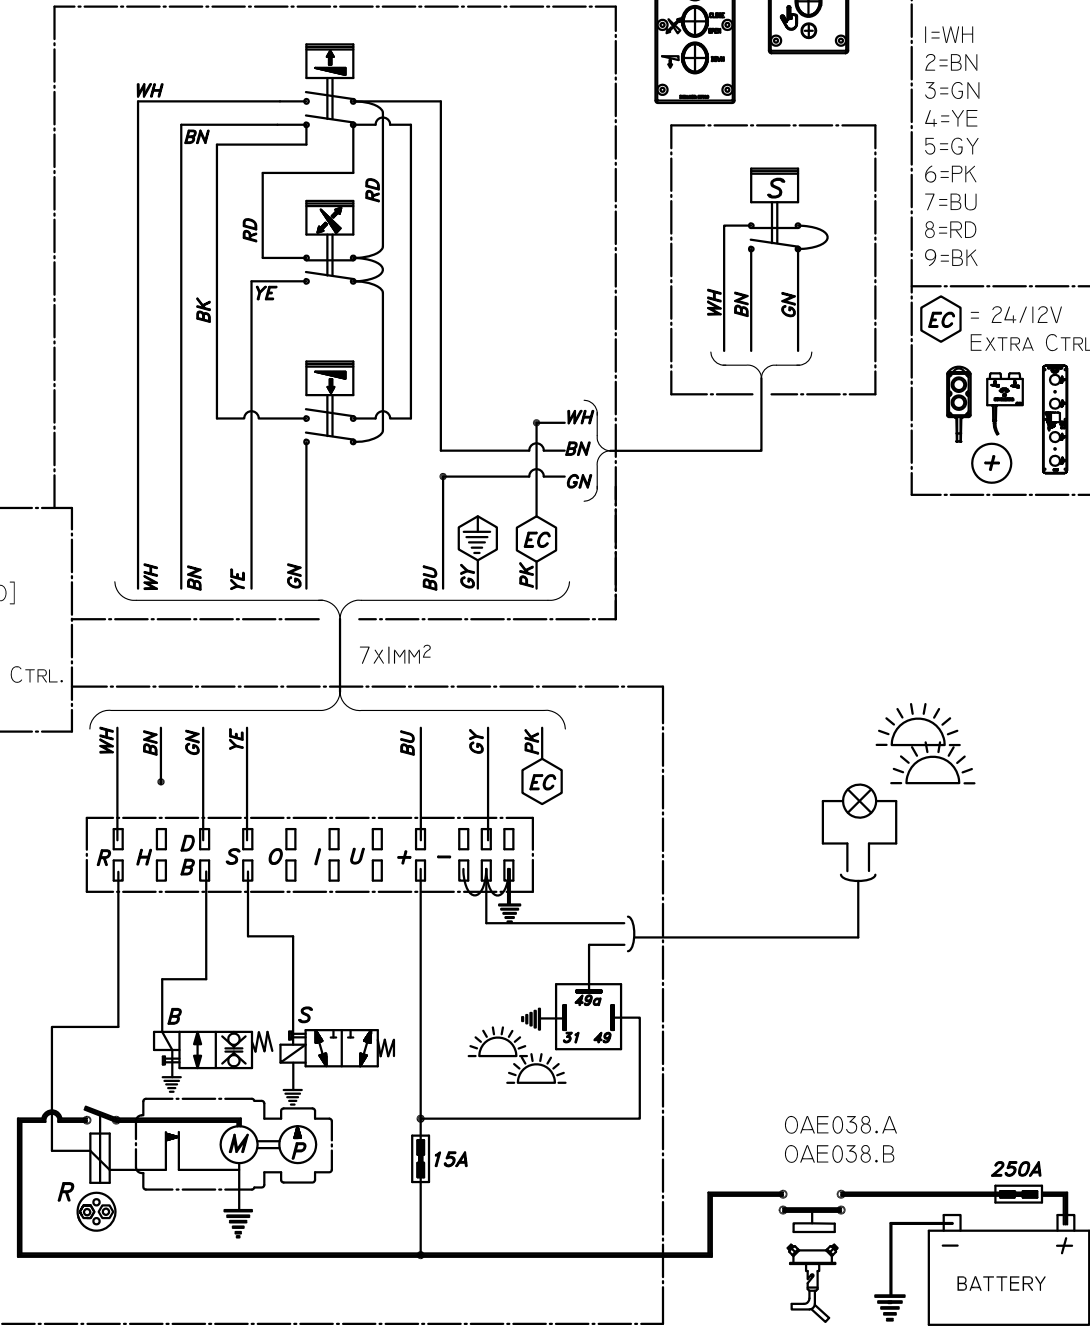 CLOSE
OPEN
DOWN
1=WH
2=BN
3=GN
4=YE
5=GY
6=PK
7=BU
8=RD
9=BK
WH
BN
S
RD
RD
BK
YE
WH
BN
GN
EC = 24/12V
EXTRA CTRL
WH
BN
GN
EC
WH
BN
YE
GN
BU
GY
PK
]
CTRL.
7X1MM²
WH
BN
GN
YE
BU
GY
PK
EC
R H D B S O I U + -
49a
31 49
B
S
M
P
R
15A
OAE038.A
OAE038.B
250A
- +
BATTERY